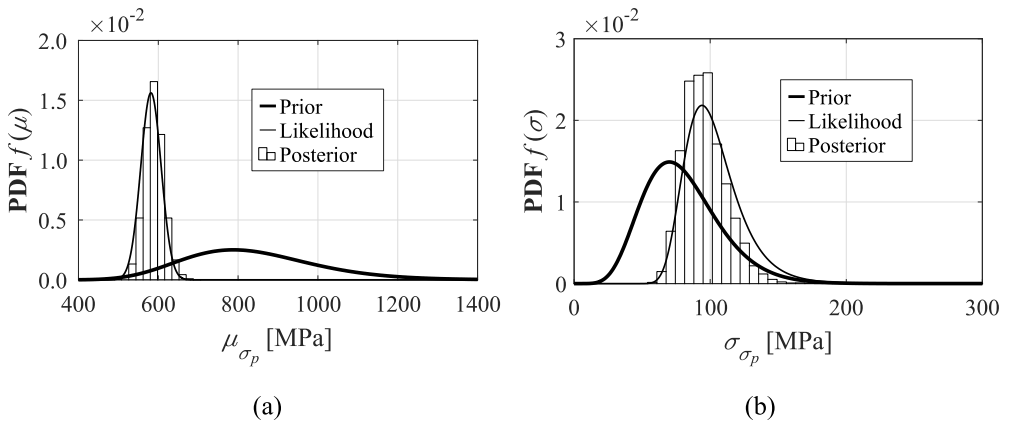 ×10⁻²
2.0
1.5
1.0
0.5
0.0
PDF f(μ)
400 600 800 1000 1200 1400
μ_σₚ [MPa]
Prior
Likelihood
Posterior
(a)
×10⁻²
3
2
1
0
PDF f(σ)
0 100 200 300
σ_σₚ [MPa]
Prior
Likelihood
Posterior
(b)